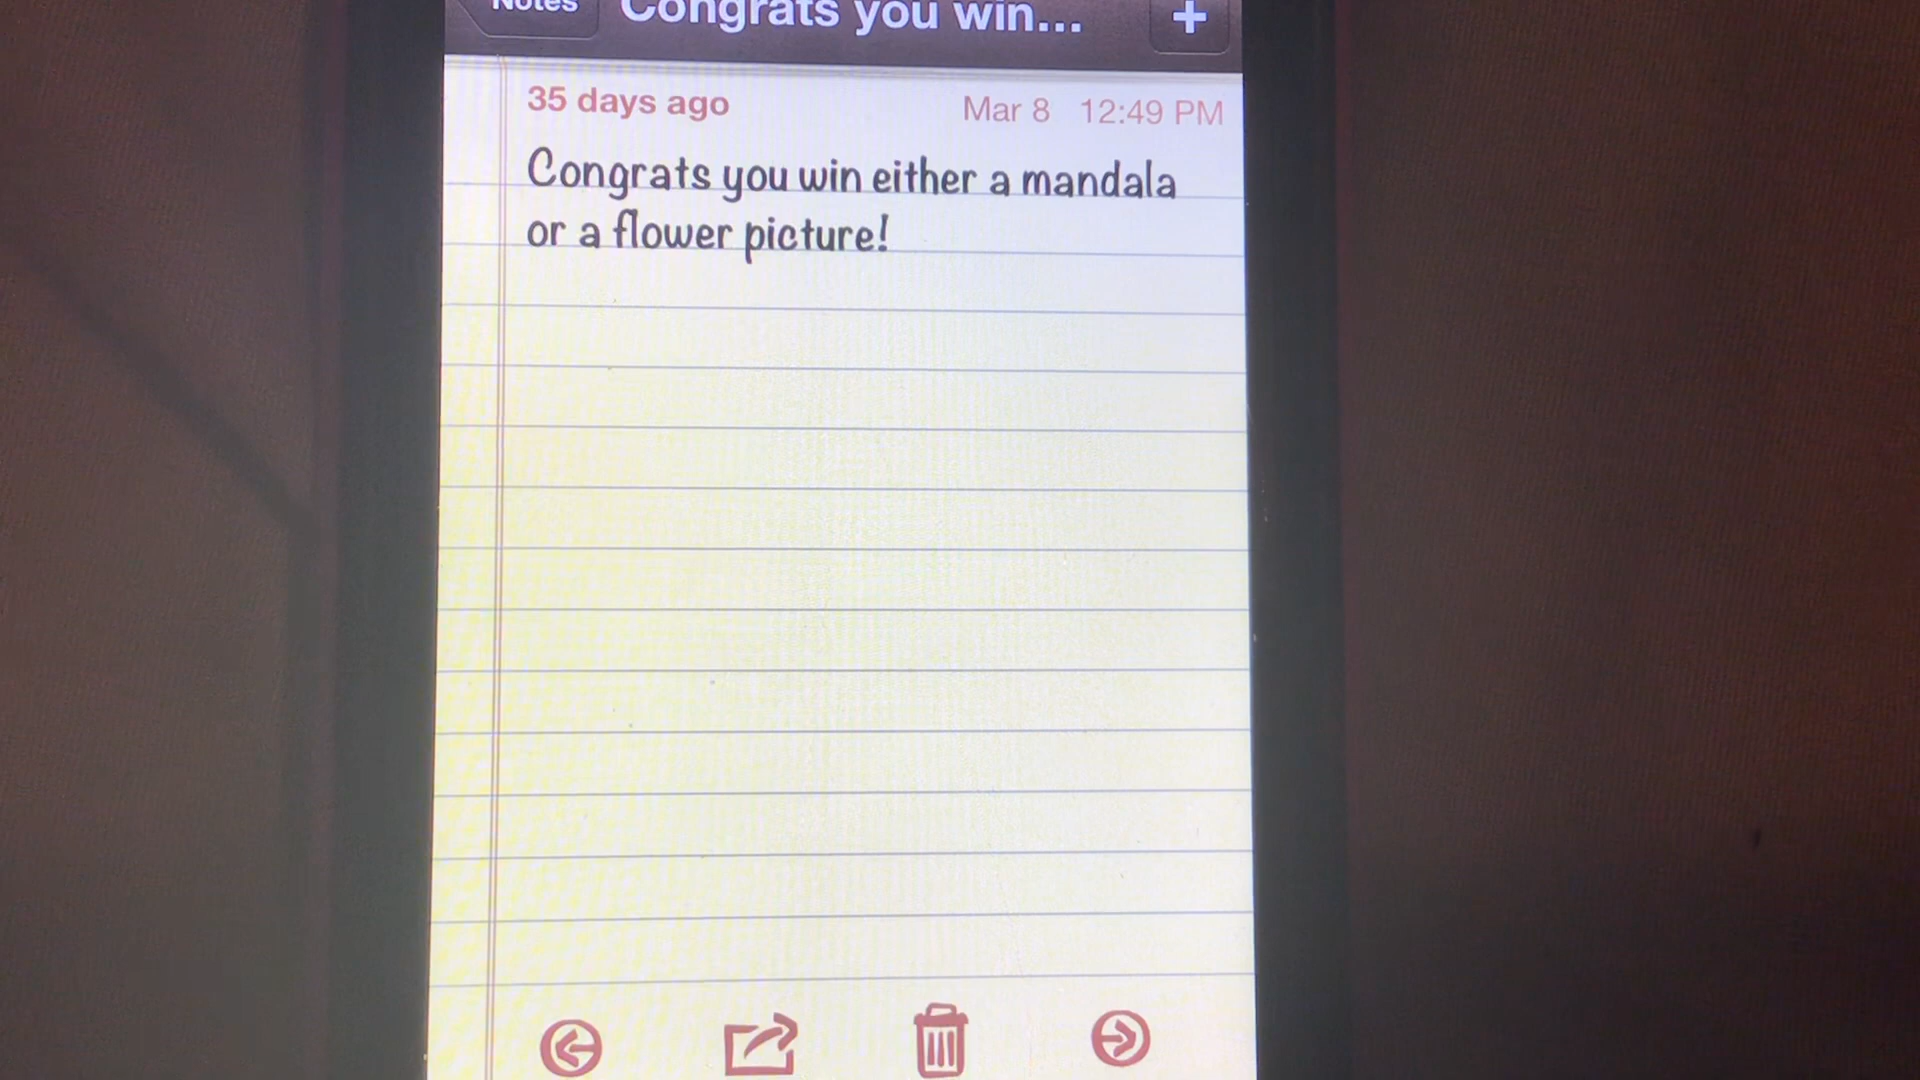 Notes Congrats you win... +
35 days ago Mar 8 12:49 PM
Congrats you win either a mandala
or a flower picture!